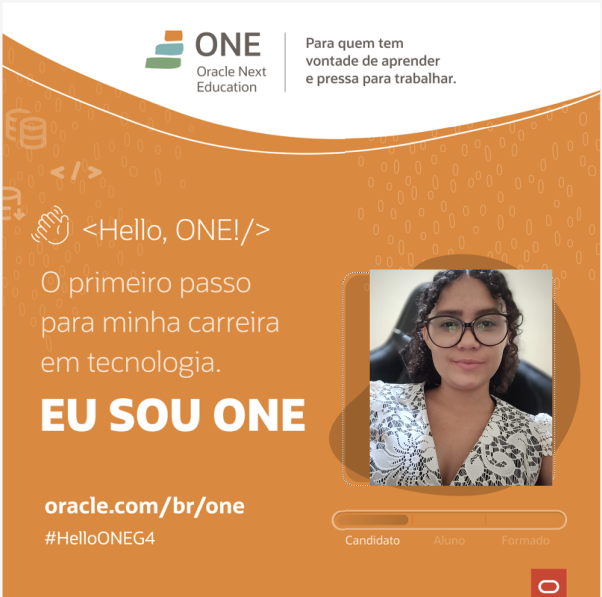 ONE
Oracle Next
Education
Para quem tem
vontade de aprender
e pressa para trabalhar.
</>
<Hello, ONE!/>
O primeiro passo
para minha carreira
em tecnologia.
EU SOU ONE
oracle.com/br/one
#HelloONEG4
Candidato Aluno Formado